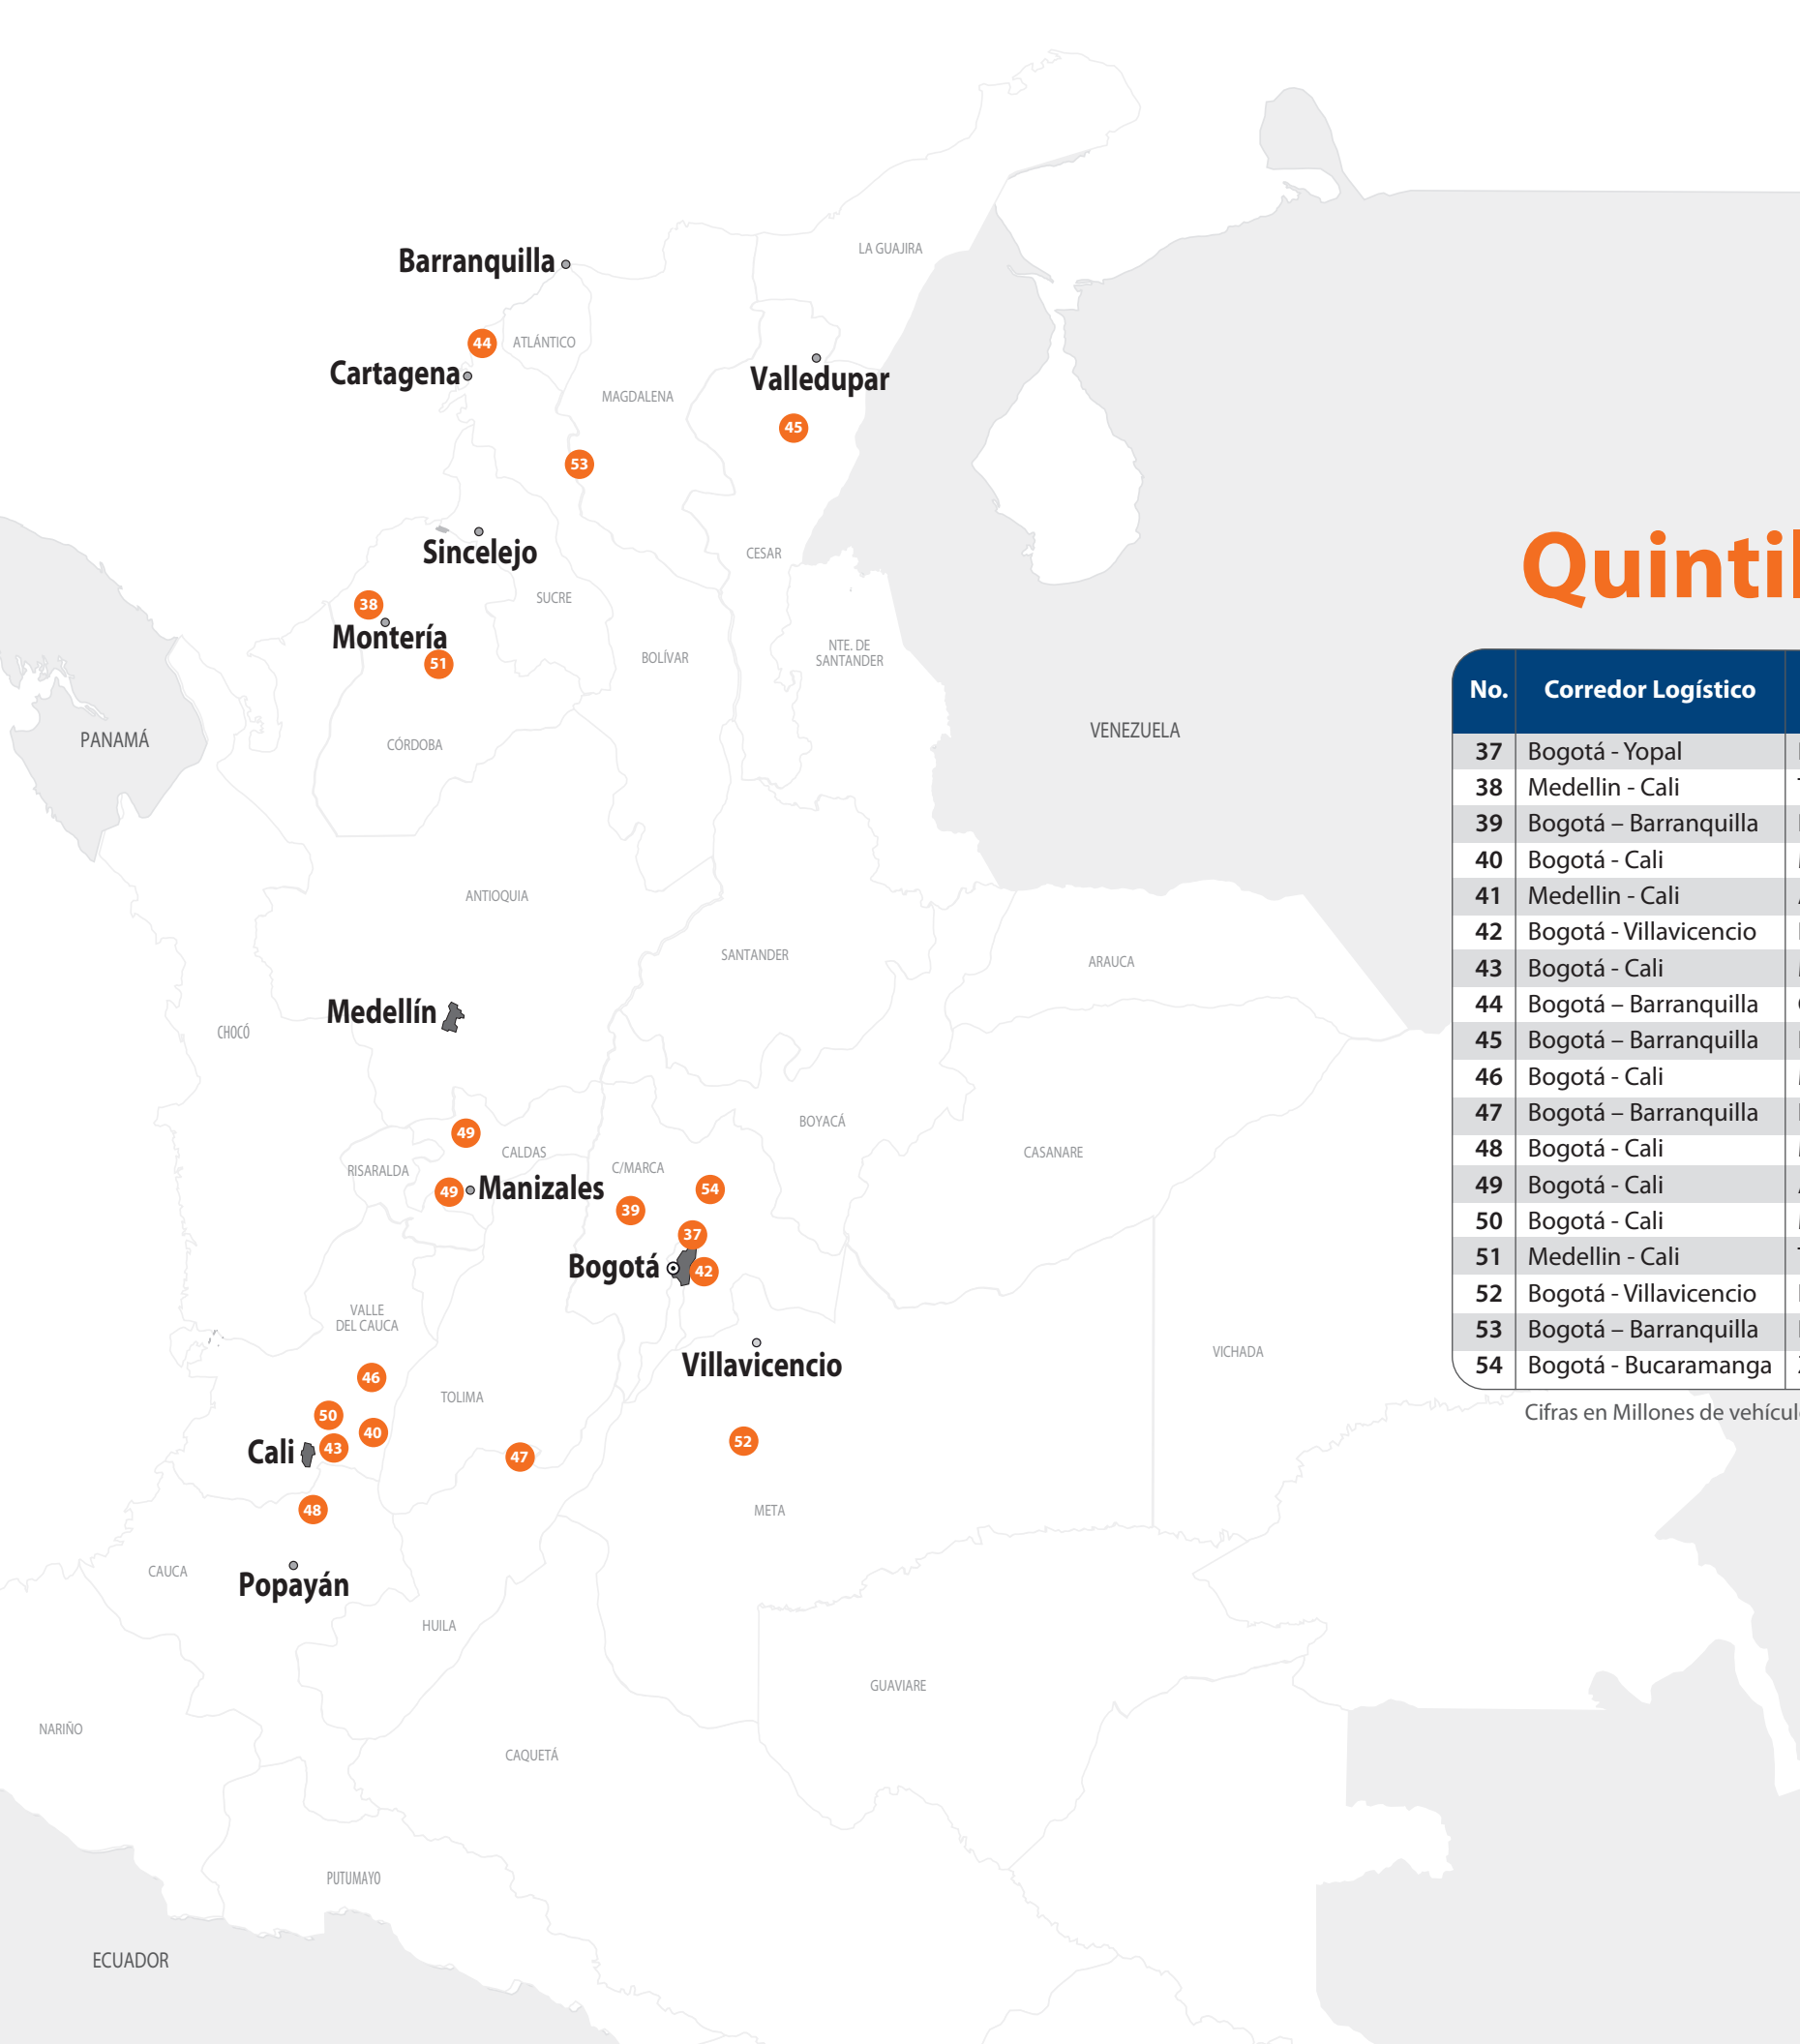 LA GUAJIRA
Barranquilla
44
ATLÁNTICO
Cartagena
Valledupar
MAGDALENA
45
53
Sincelejo
CESAR
SUCRE
38
Montería
51
BOLÍVAR
NTE. DE
SANTANDER
PANAMÁ
CÓRDOBA
VENEZUELA
ANTIOQUIA
SANTANDER
ARAUCA
Medellín
CHOCÓ
BOYACÁ
49
CALDAS
CASANARE
RISARALDA
C/MARCA
49
Manizales
54
39
37
Bogotá
42
VALLE
DEL CAUCA
Villavicencio
VICHADA
46
TOLIMA
50
40
Cali
43
47
52
48
META
CAUCA
Popayán
HUILA
GUAVIARE
NARIÑO
CAQUETÁ
PUTUMAYO
ECUADOR
Quintil
No. Corredor Logístico
37 Bogotá - Yopal
38 Medellin - Cali
39 Bogotá – Barranquilla
40 Bogotá - Cali
41 Medellin - Cali
42 Bogotá - Villavicencio
43 Bogotá - Cali
44 Bogotá – Barranquilla
45 Bogotá – Barranquilla
46 Bogotá - Cali
47 Bogotá – Barranquilla
48 Bogotá - Cali
49 Bogotá - Cali
50 Bogotá - Cali
51 Medellin - Cali
52 Bogotá - Villavicencio
53 Bogotá – Barranquilla
54 Bogotá - Bucaramanga
Cifras en Millones de